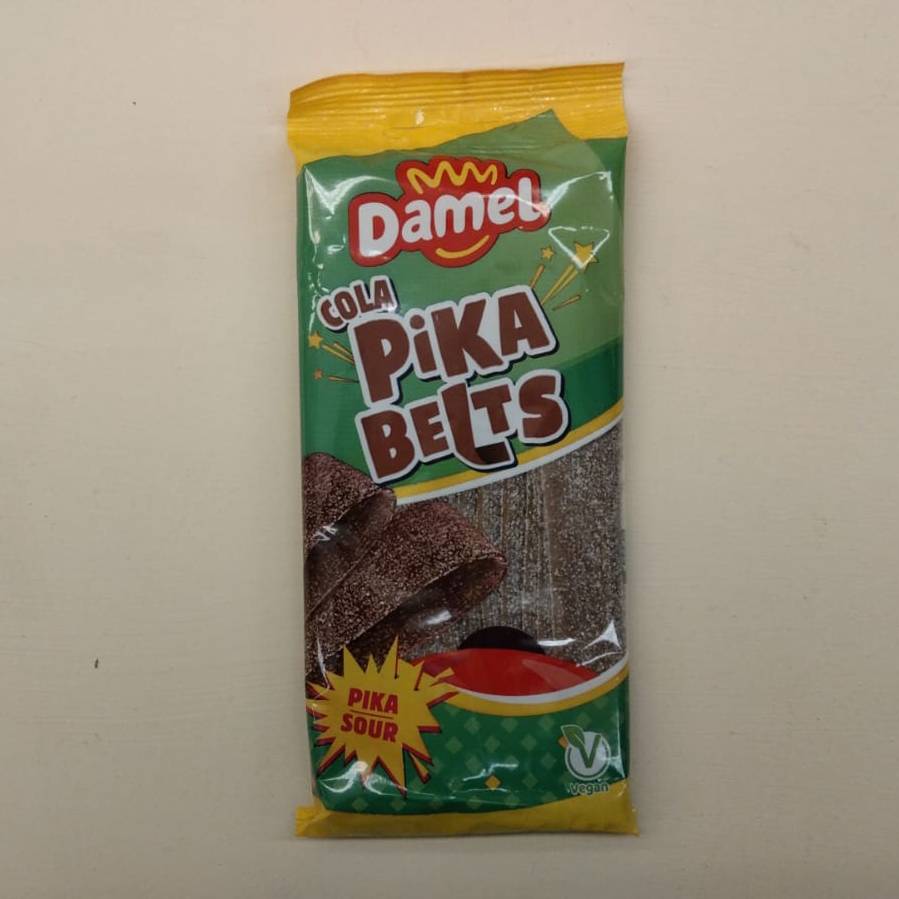 Damel
COLA
PiKA
BELTS
PIKA
SOUR
V
Vegan